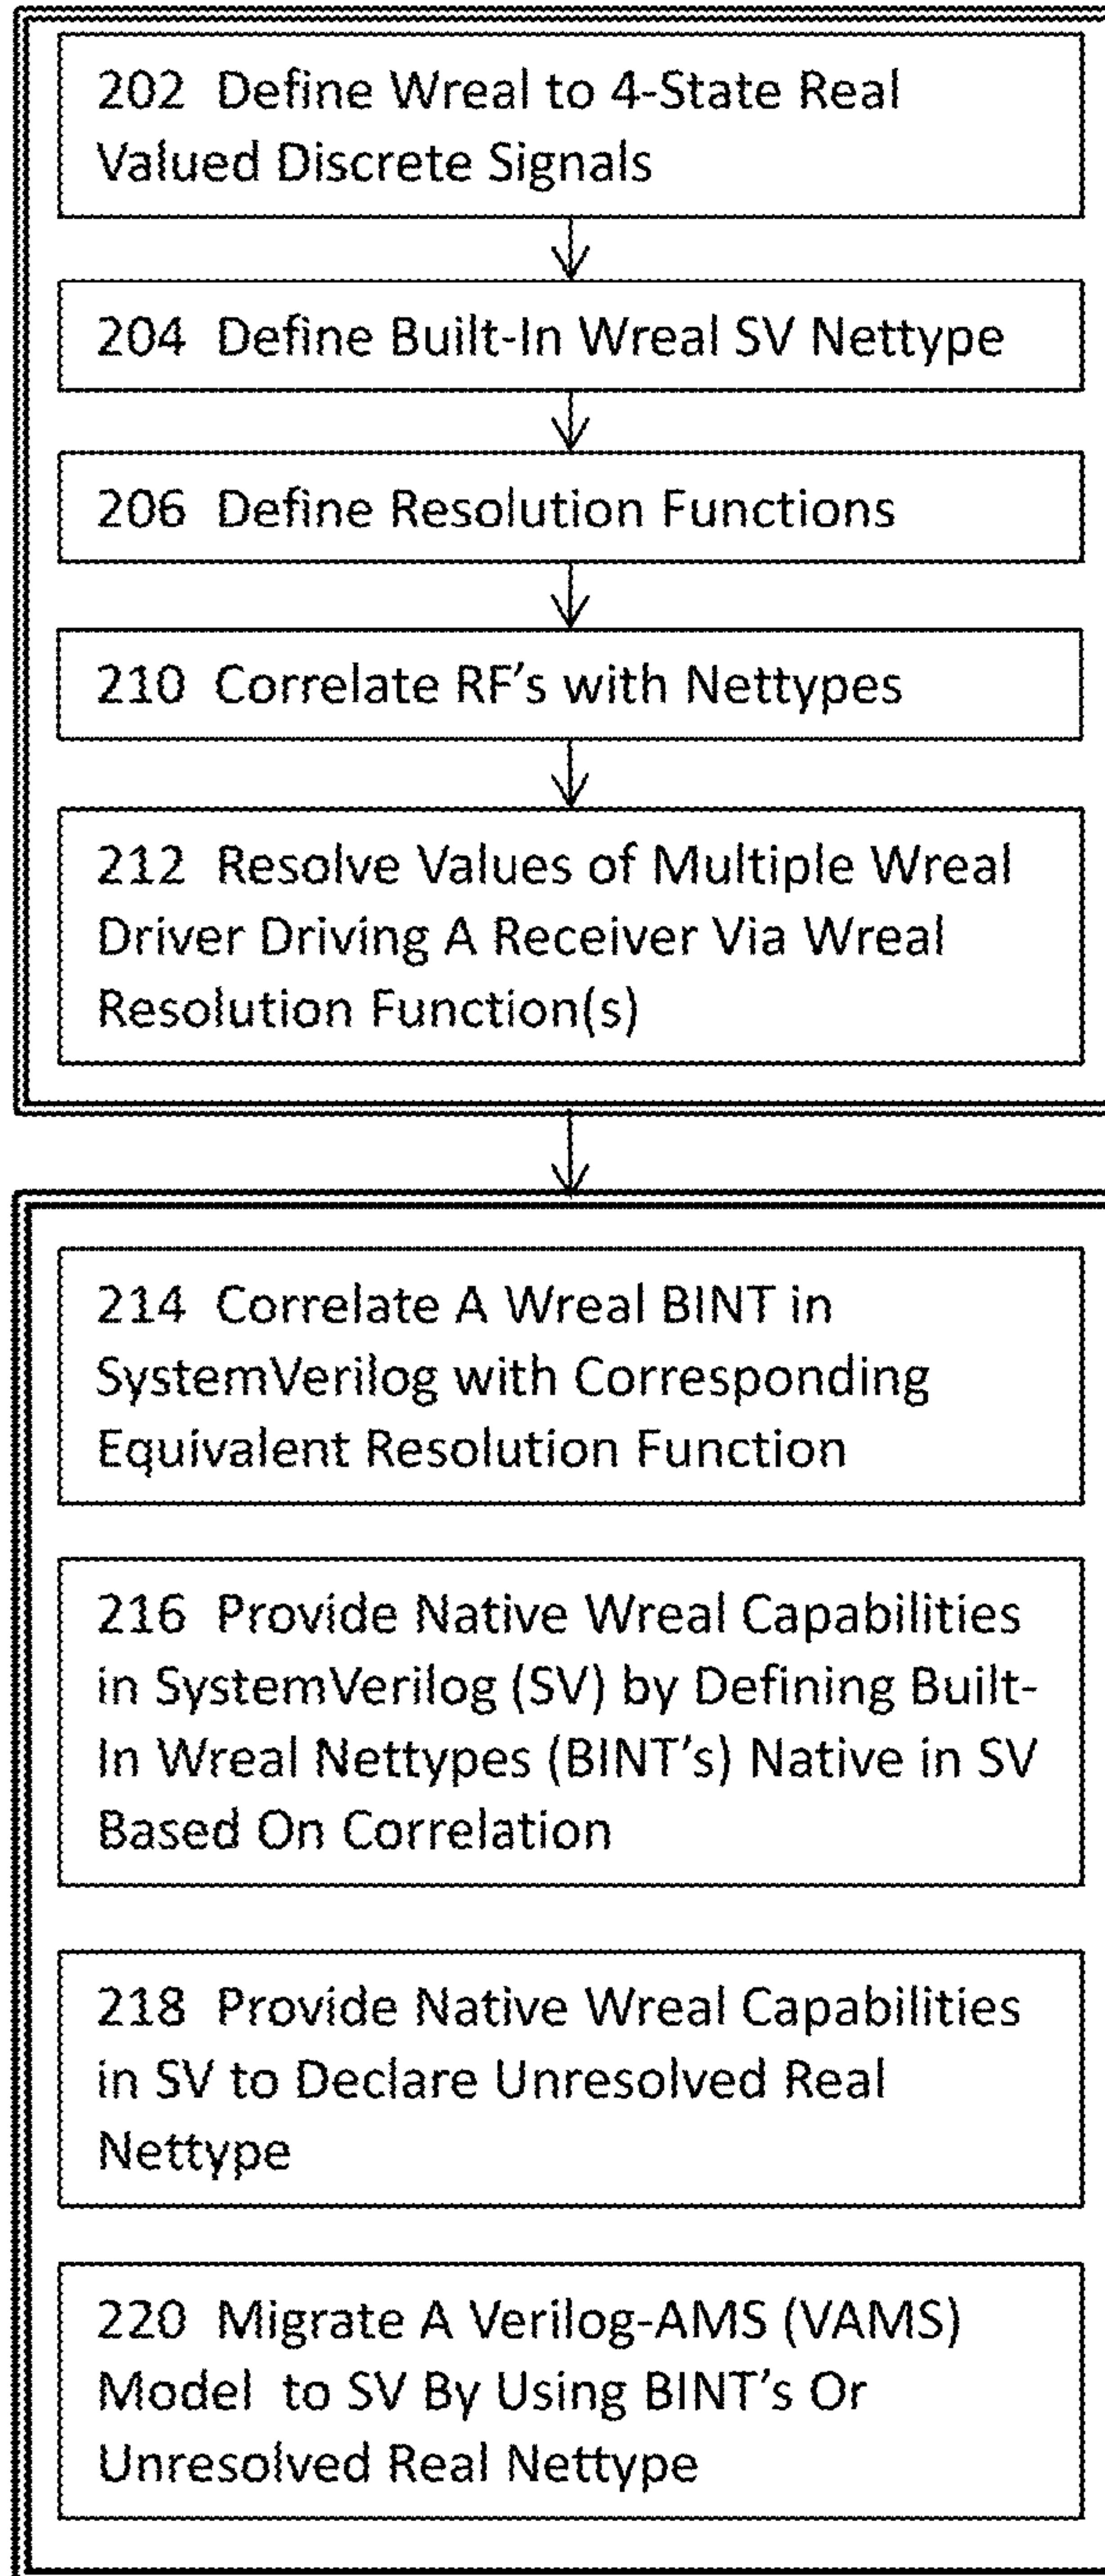 202 Define Wreal to 4-State Real
Valued Discrete Signals
204 Define Built-In Wreal SV Nettype
206 Define Resolution Functions
210 Correlate RF's with Nettypes
212 Resolve Values of Multiple Wreal
Driver Driving A Receiver Via Wreal
Resolution Function(s)
214 Correlate A Wreal BINT in
SystemVerilog with Corresponding
Equivalent Resolution Function
216 Provide Native Wreal Capabilities
in SystemVerilog (SV) by Defining Built-
In Wreal Nettypes (BINT's) Native in SV
Based On Correlation
218 Provide Native Wreal Capabilities
in SV to Declare Unresolved Real
Nettype
220 Migrate A Verilog-AMS (VAMS)
Model to SV By Using BINT's Or
Unresolved Real Nettype